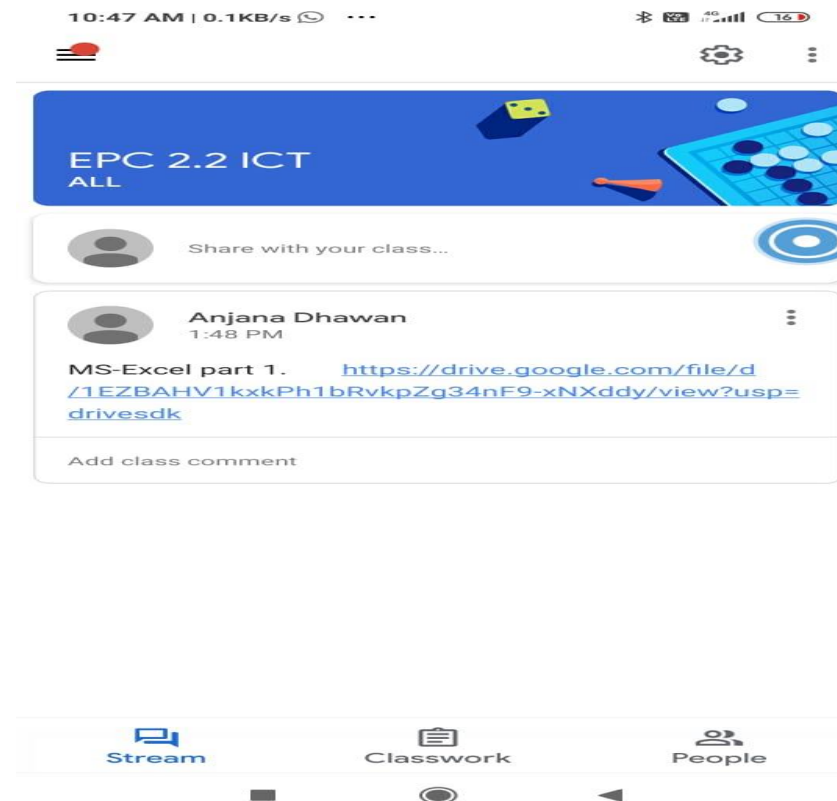 10:47 AM | 0.1KB/s ...
4G 16
EPC 2.2 ICT
ALL
Share with your class...
Anjana Dhawan
1:48 PM
MS-Excel part 1. https://drive.google.com/file/d
/1EZBAHV1kxkPh1bRvkpZg34nF9-xNXddy/view?usp=
drivesdk
Add class comment
Stream Classwork People